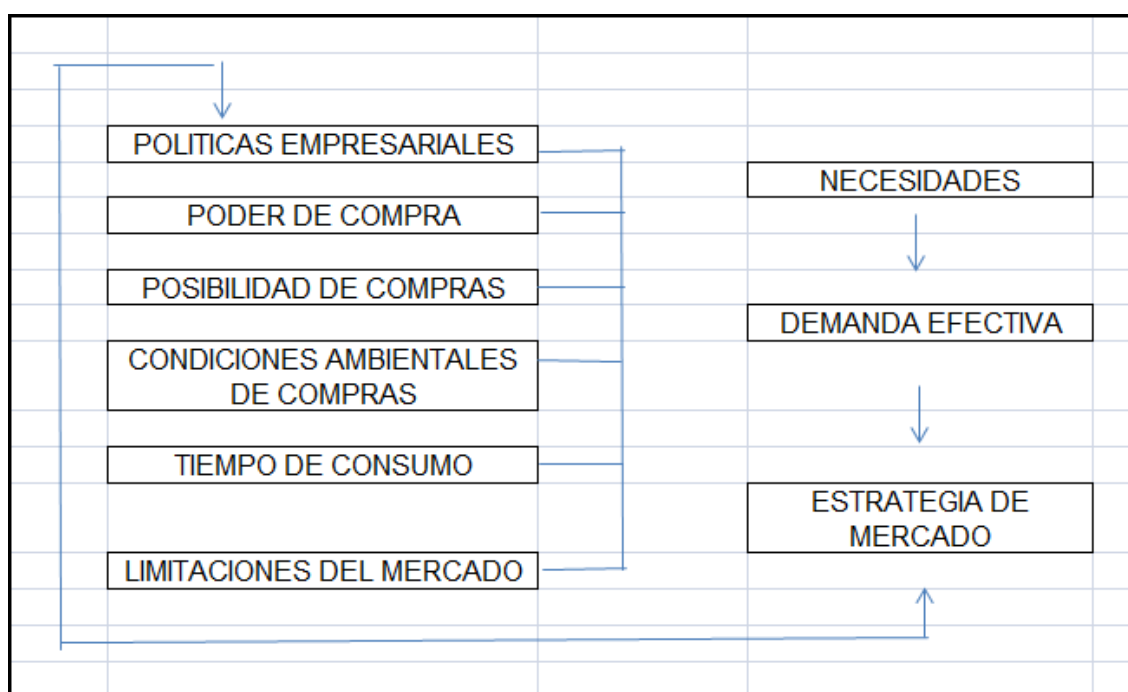 POLITICAS EMPRESARIALES
PODER DE COMPRA
POSIBILIDAD DE COMPRAS
CONDICIONES AMBIENTALES
DE COMPRAS
TIEMPO DE CONSUMO
LIMITACIONES DEL MERCADO
NECESIDADES
DEMANDA EFECTIVA
ESTRATEGIA DE
MERCADO